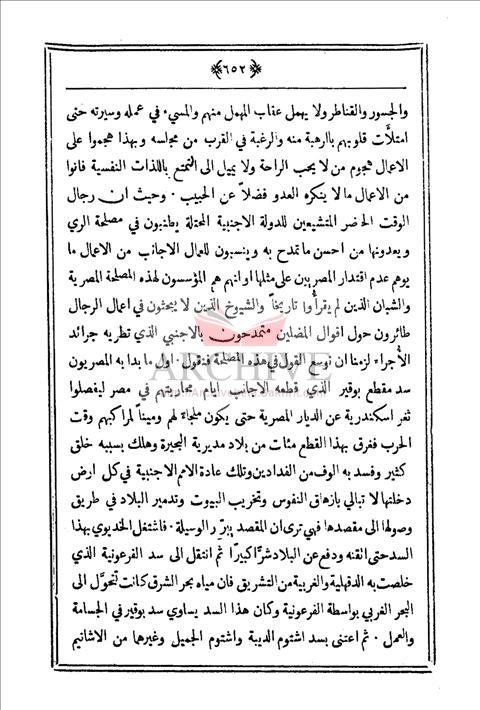 ﴿٦٥٢﴾
والجسور والقناطر ولا يهمل عقاب المهمل منهم والمسيء في عمله وسيرته حتى
امتلأت قلوبهم بالرهبة منه والرغبة في القرب من مجلسه وبهذا هجموا على
الاعمال هجوم من لا يحب الراحة ولا يميل الى التمتع باللذات النفسية فاتوا
من الاعمال ما لا ينكره العدو فضلاً عن الحبيب . وحيث ان رجال
الوقت الحاضر المتشيعين للدولة الاجنبية المحتلة يطنبون في مصلحة الري
ويعدونها من احسن ما تمدح به وينسبون للعمال الاجانب من الاعمال ما
يوهم عدم اقتدار المصريين على مثلها او انهم هم المؤسسون لهذه المصلحة المصرية
والشبان الذين لم يقرأوا تاريخاً والشيوخ الذين لا يبحثون في اعمال الرجال
طائرون حول اقوال المضلين متمدحون بالاجنبي الذي تطريه جرائد
الأجراء لزمنا ان نوسع القول في هذه المصلحة فنقول . اول ما بدا به المصريون
سد مقطع بوقير الذي قطعه الاجانب ايام محاربتهم في مصر ليفصلوا
ثغر اسكندرية عن الديار المصرية حتى يكون ملجاء لهم ومينأ لمراكبهم وقت
الحرب فغرق بهذا القطع مئات من بلاد مديرية البحيرة وهلك بسببه خلق
كثير وفسد به الوف من الفدادين وتلك عادة الامم الاجنبية في كل ارض
دخلتها لا تبالي بازهاق النفوس وتخريب البيوت وتدمير البلاد في طريق
وصولها الى مقصدها فهي ترى ان المقصد يبرر الوسيلة . فاشتغل الخديوي بهذا
السد حتى اتقنه ودفع عن البلاد شرًّا كبيرًا ثم انتقل الى سد الفرعونية الذي
خلصت به الدقهلية والغربية من التشريق فان مياه بحر الشرق كانت تتحوَّل الى
البحر الغربي بواسطة الفرعونية وكان هذا السد يساوي سد بوقير في الجسامة
والعمل . ثم اعتنى بسد اشتوم الديبة واشتوم الجميل وغيرهما من الاشاتيم
ARCHIVE